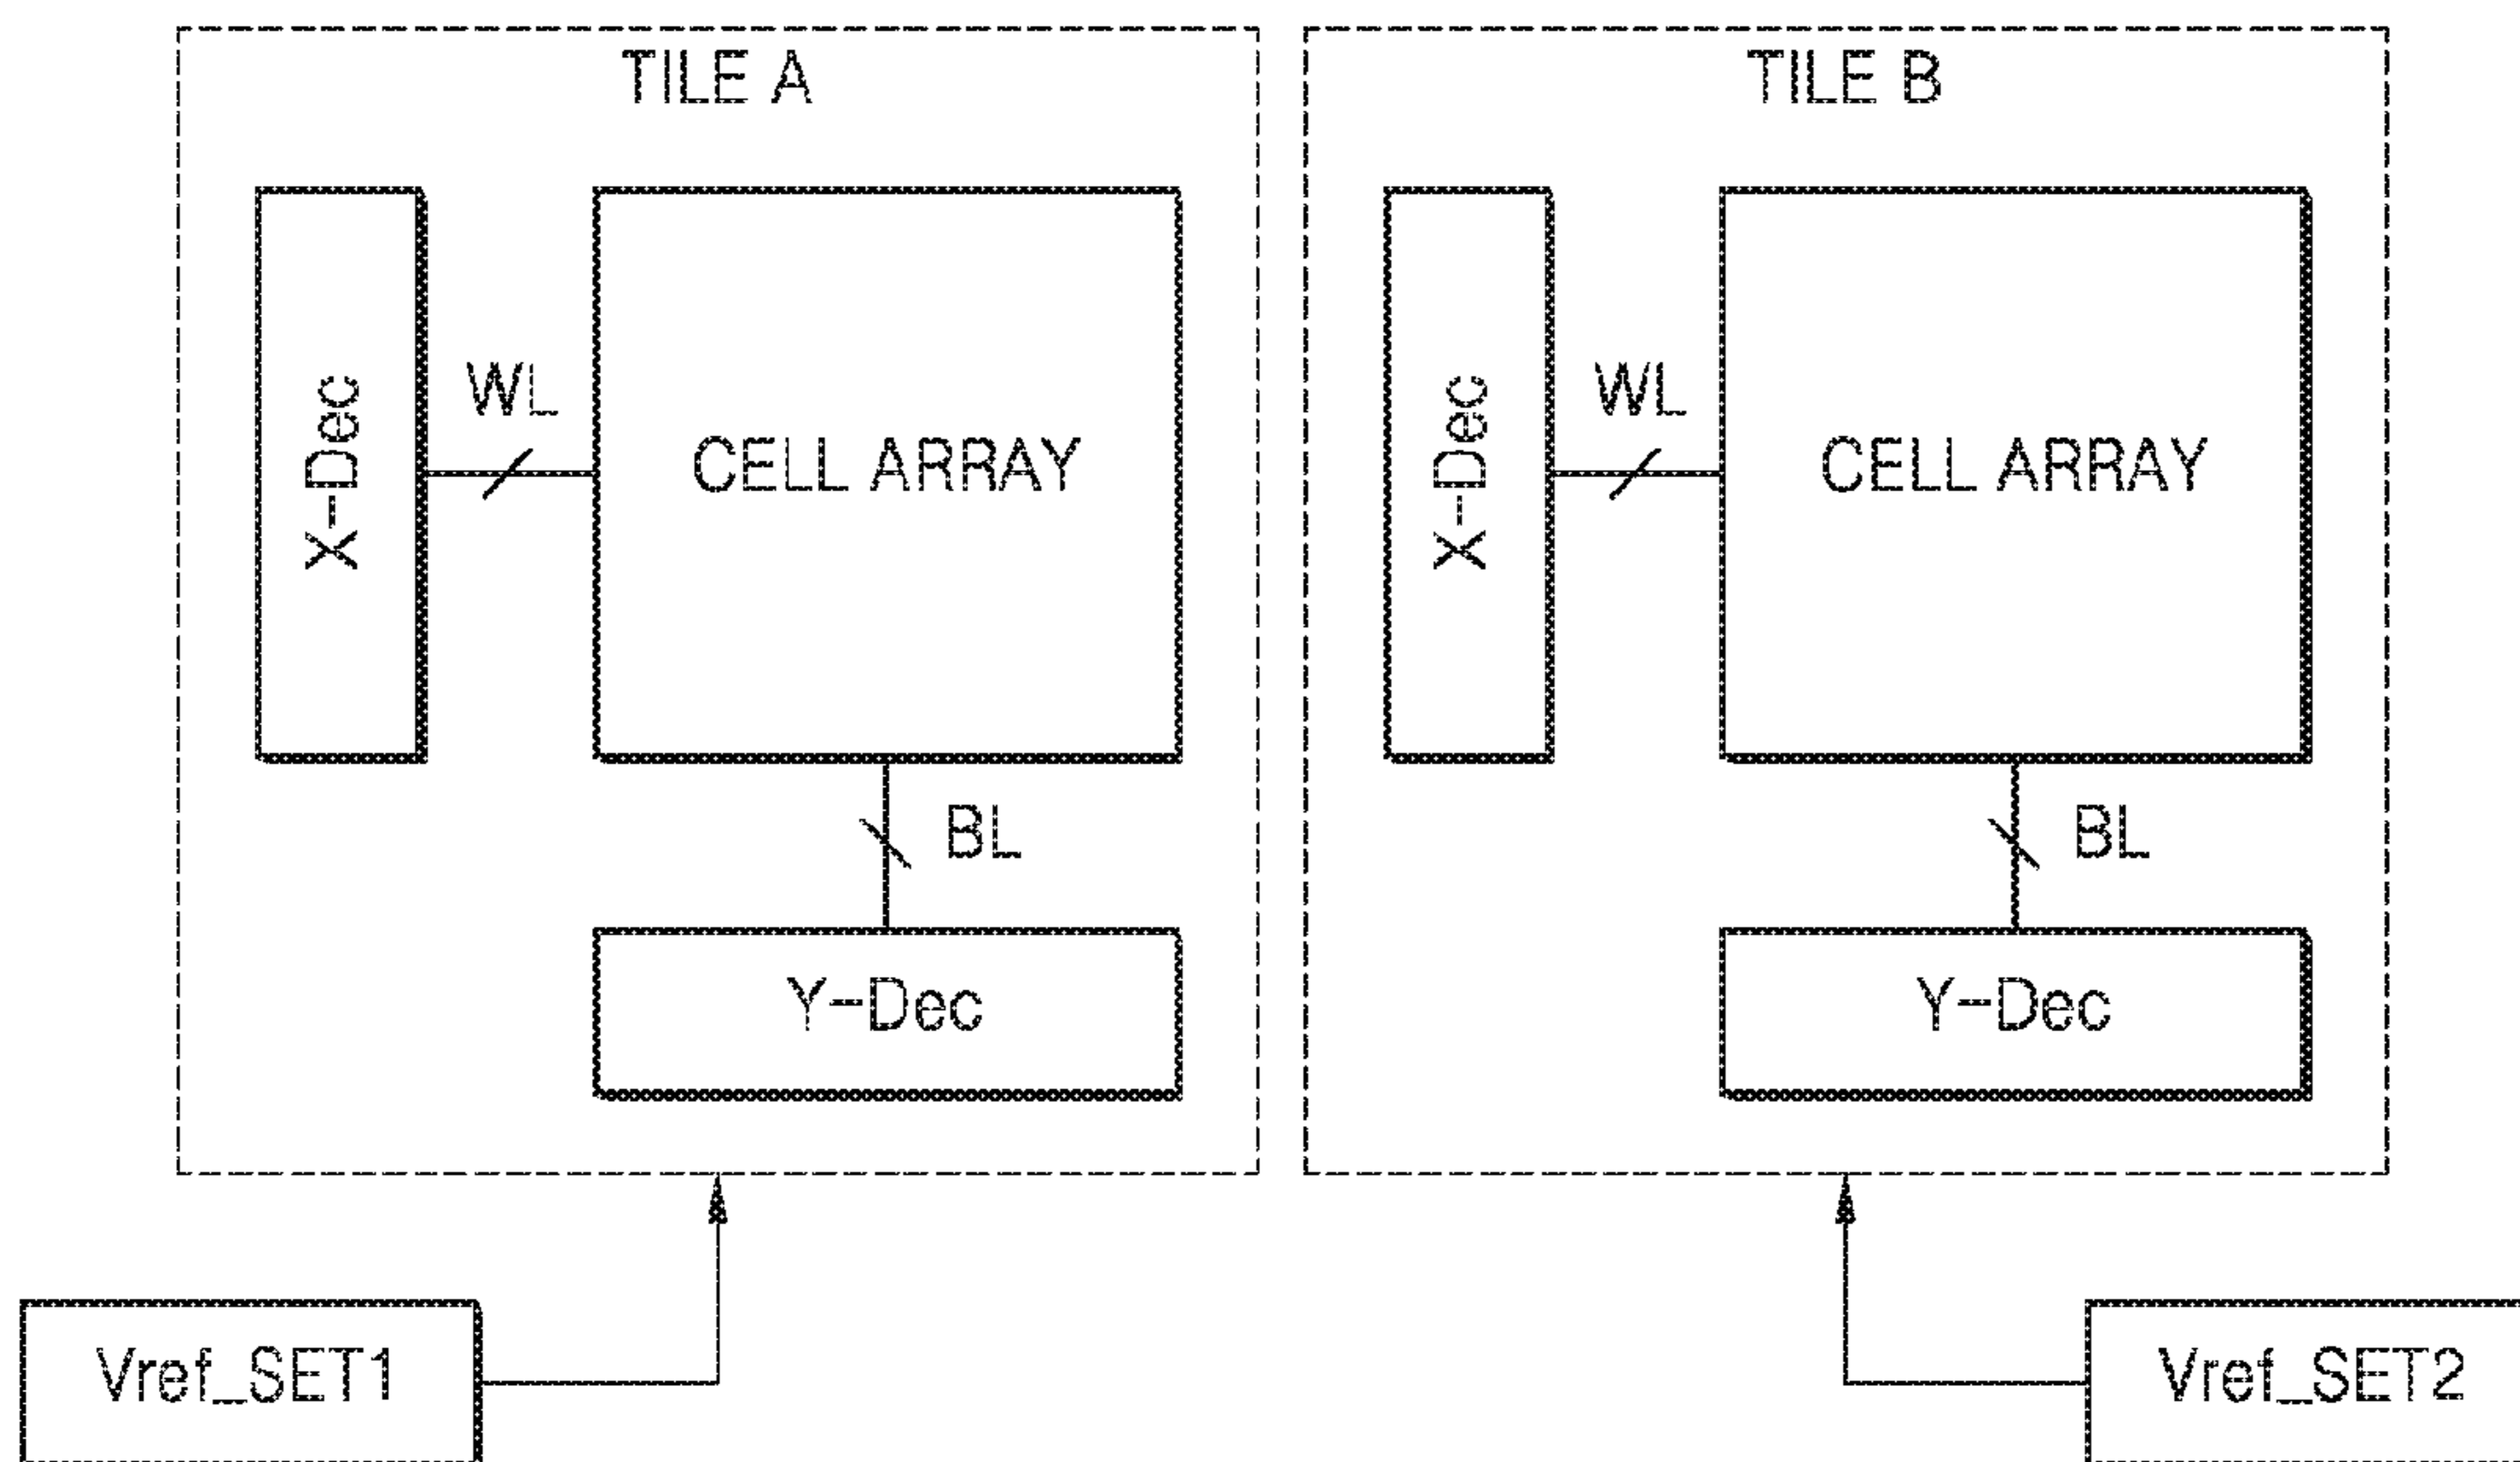 TILE A
X-Dec
WL
CELL ARRAY
BL
Y-Dec
Vref_SET1
TILE B
X-Dec
WL
CELL ARRAY
BL
Y-Dec
Vref_SET2